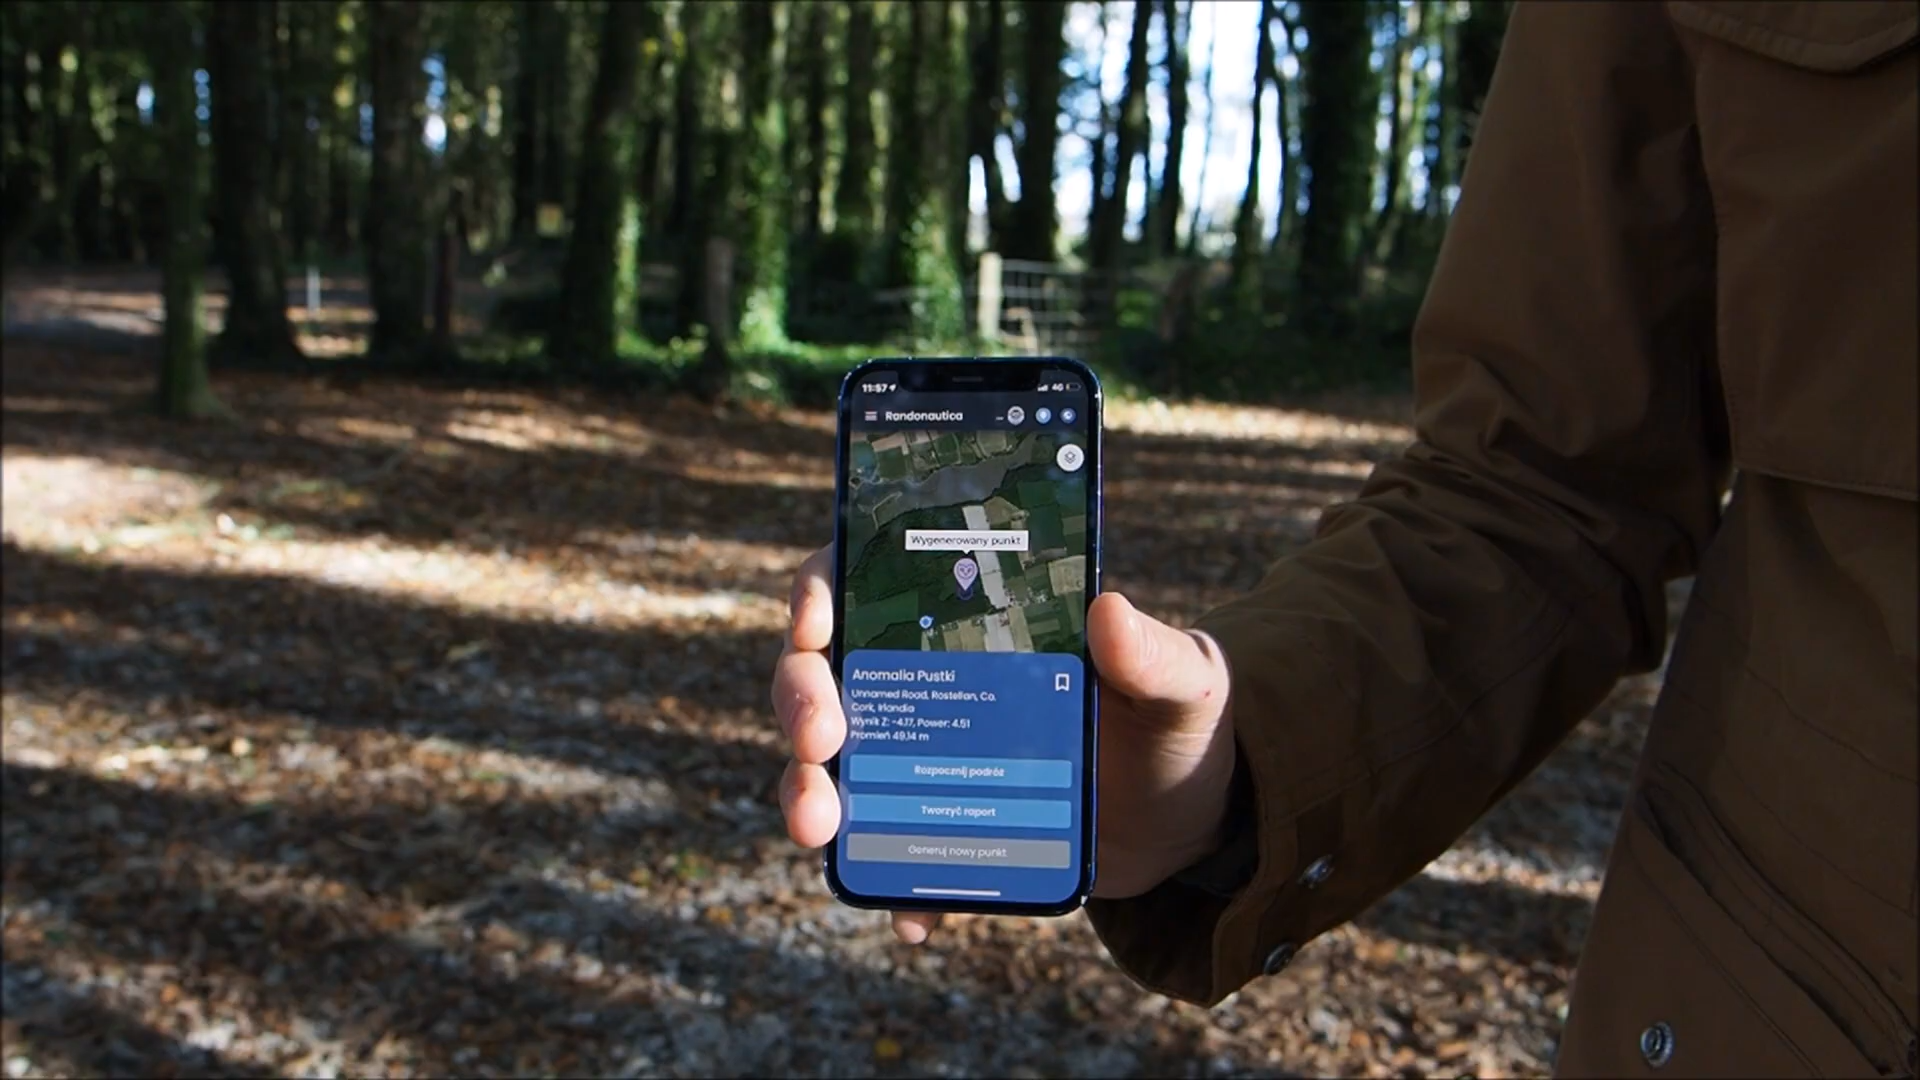 11:57 4G
Randonautica
Wygenerowany punkt
Anomalia Pustki
Unnamed Road, Rostellan, Co.
Cork, Irlandia
Wynik Z: -4.17, Power: 4.51
Promień 49,14 m
Rozpocznij podróż
Tworzyć raport
Generuj nowy punkt